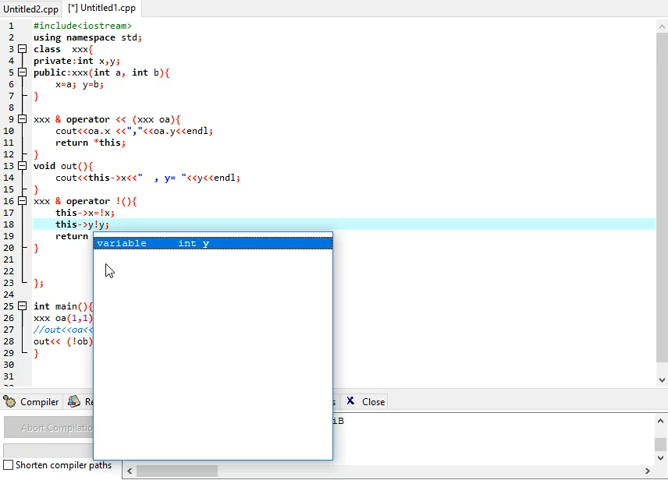 Untitled2.cpp [*] Untitled1.cpp
1 #include<iostream>
2 using namespace std;
3 class xxx{
4 private:int x,y;
5 public:xxx(int a, int b){
6 x=a; y=b;
7 }
8
9 xxx & operator << (xxx oa){
10 cout<<oa.x <<","<<oa.y<<endl;
11 return *this;
12 }
13 void out(){
14 cout<<this->x<<" , y= "<<y<<endl;
15 }
16 xxx & operator !(){
17 this->x=!x;
18 this->y!y;
19 return
20 }
21
22
23 };
24
25 int main(){
26 xxx oa(1,1)
27 //out<<oa<<
28 out<< (!ob)
29 }
30
31
variable int y
Compiler Close
Abort Compilation
iB
Shorten compiler paths